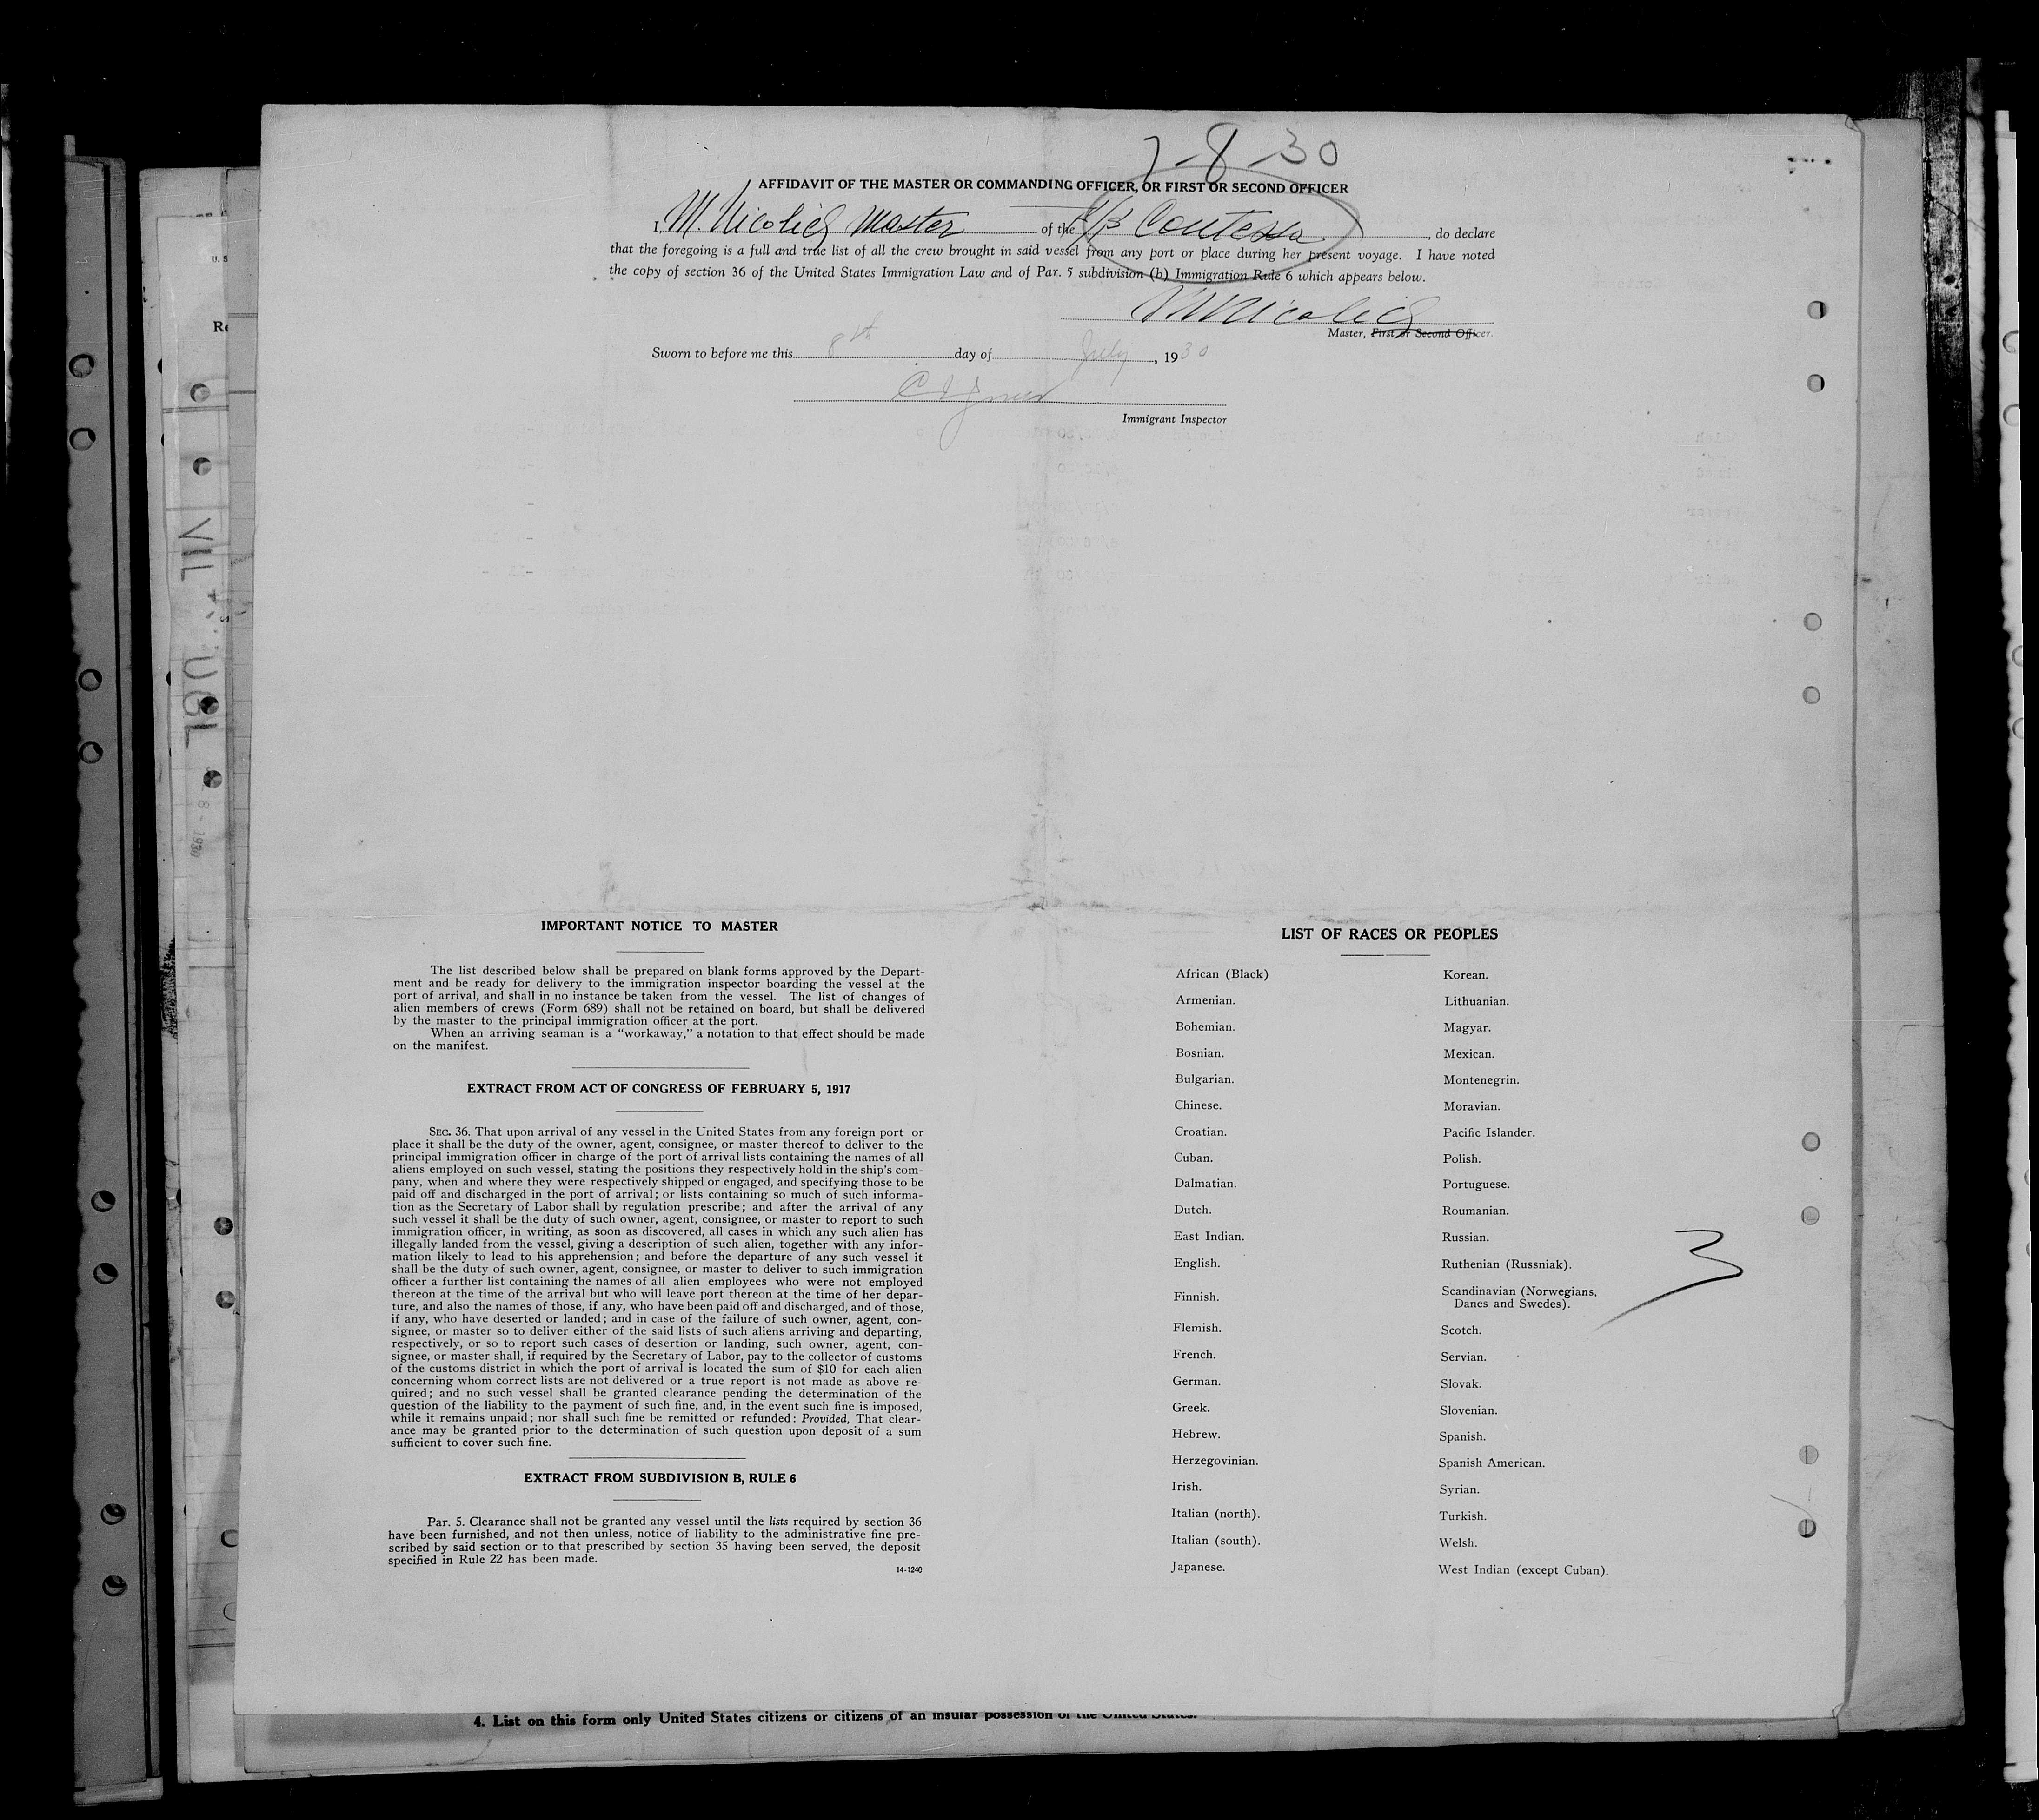 7-8-30
AFFIDAVIT OF THE MASTER OR COMMANDING OFFICER, OR FIRST OR SECOND OFFICER
I, M. Nicolich Master of the S/S Contessa, do declare
that the foregoing is a full and true list of all the crew brought in said vessel from any port or place during her present voyage. I have noted
the copy of section 36 of the United States Immigration Law and of Par. 5 subdivision (b) Immigration Rule 6 which appears below.
M Nicolich
Master, First or Second Officer.
Sworn to before me this 8th day of July, 1930
Immigrant Inspector
IMPORTANT NOTICE TO MASTER
The list described below shall be prepared on blank forms approved by the Depart-
ment and be ready for delivery to the immigration inspector boarding the vessel at the
port of arrival, and shall in no instance be taken from the vessel. The list of changes of
alien members of crews (Form 689) shall not be retained on board, but shall be delivered
by the master to the principal immigration officer at the port.
When an arriving seaman is a "workaway," a notation to that effect should be made
on the manifest.
EXTRACT FROM ACT OF CONGRESS OF FEBRUARY 5, 1917
SEC. 36. That upon arrival of any vessel in the United States from any foreign port or
place it shall be the duty of the owner, agent, consignee, or master thereof to deliver to the
principal immigration officer in charge of the port of arrival lists containing the names of all
aliens employed on such vessel, stating the positions they respectively hold in the ship's com-
pany, when and where they were respectively shipped or engaged, and specifying those to be
paid off and discharged in the port of arrival; or lists containing so much of such informa-
tion as the Secretary of Labor shall by regulation prescribe; and after the arrival of any
such vessel it shall be the duty of such owner, agent, consignee, or master to report to such
immigration officer, in writing, as soon as discovered, all cases in which any such alien has
illegally landed from the vessel, giving a description of such alien, together with any infor-
mation likely to lead to his apprehension; and before the departure of any such vessel it
shall be the duty of such owner, agent, consignee, or master to deliver to such immigration
officer a further list containing the names of all alien employees who were not employed
thereon at the time of the arrival but who will leave port thereon at the time of her depar-
ture, and also the names of those, if any, who have been paid off and discharged, and of those,
if any, who have deserted or landed; and in case of the failure of such owner, agent, con-
signee, or master so to deliver either of the said lists of such aliens arriving and departing,
respectively, or so to report such cases of desertion or landing, such owner, agent, con-
signee, or master shall, if required by the Secretary of Labor, pay to the collector of customs
of the customs district in which the port of arrival is located the sum of $10 for each alien
concerning whom correct lists are not delivered or a true report is not made as above re-
quired; and no such vessel shall be granted clearance pending the determination of the
question of the liability to the payment of such fine, and, in the event such fine is imposed,
while it remains unpaid; nor shall such fine be remitted or refunded: Provided, That clear-
ance may be granted prior to the determination of such question upon deposit of a sum
sufficient to cover such fine.
EXTRACT FROM SUBDIVISION B, RULE 6
Par. 5. Clearance shall not be granted any vessel until the lists required by section 36
have been furnished, and not then unless, notice of liability to the administrative fine pre-
scribed by said section or to that prescribed by section 35 having been served, the deposit
specified in Rule 22 has been made.
14-1240
LIST OF RACES OR PEOPLES
African (Black)
Armenian.
Bohemian.
Bosnian.
Bulgarian.
Chinese.
Croatian.
Cuban.
Dalmatian.
Dutch.
East Indian.
English.
Finnish.
Flemish.
French.
German.
Greek.
Hebrew.
Herzegovinian.
Irish.
Italian (north).
Italian (south).
Japanese.
Korean.
Lithuanian.
Magyar.
Mexican.
Montenegrin.
Moravian.
Pacific Islander.
Polish.
Portuguese.
Roumanian.
Russian.
Ruthenian (Russniak).
Scandinavian (Norwegians,
Danes and Swedes).
Scotch.
Servian.
Slovak.
Slovenian.
Spanish.
Spanish American.
Syrian.
Turkish.
Welsh.
West Indian (except Cuban).
3
4. List on this form only United States citizens or citizens of an insular possession of the United States.